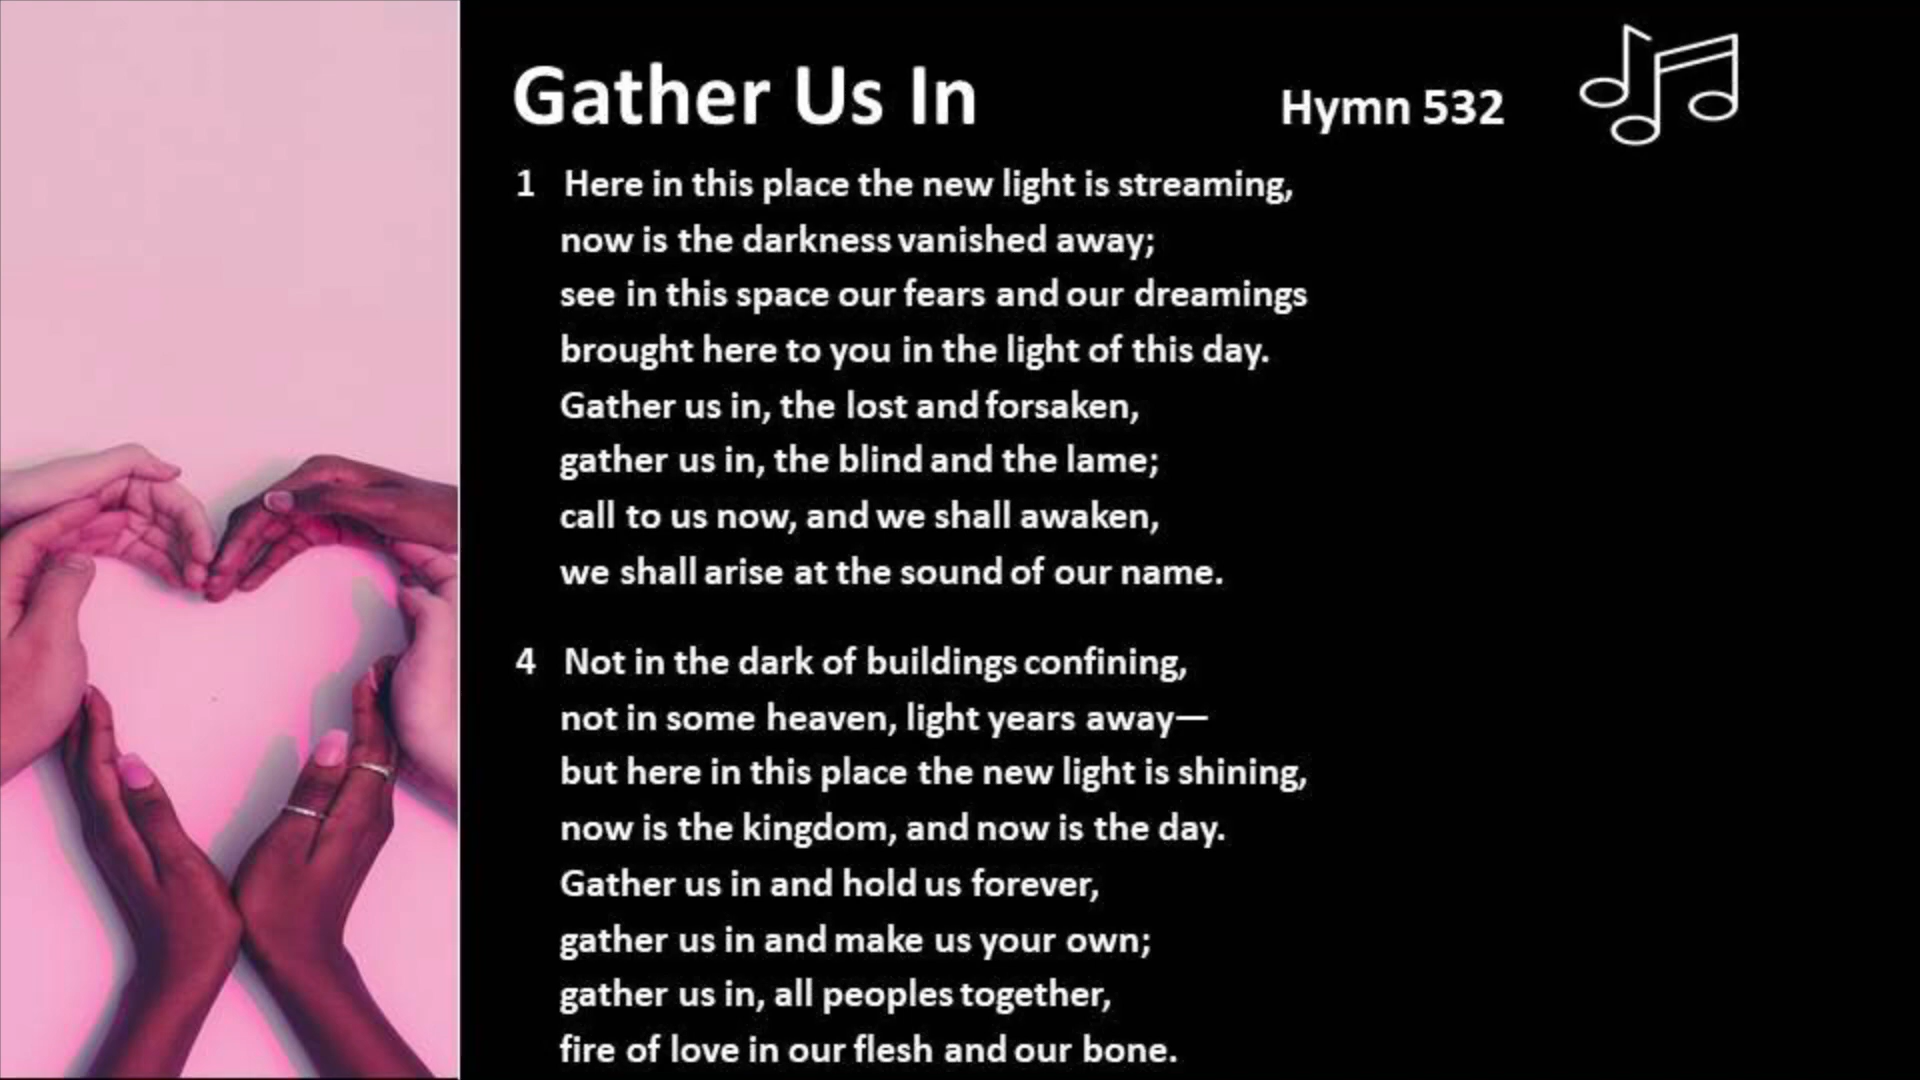 Gather Us In
Hymn 532
1 Here in this place the new light is streaming,
now is the darkness vanished away;
see in this space our fears and our dreamings
brought here to you in the light of this day.
Gather us in, the lost and forsaken,
gather us in, the blind and the lame;
call to us now, and we shall awaken,
we shall arise at the sound of our name.
4 Not in the dark of buildings confining,
not in some heaven, light years away—
but here in this place the new light is shining,
now is the kingdom, and now is the day.
Gather us in and hold us forever,
gather us in and make us your own;
gather us in, all peoples together,
fire of love in our flesh and our bone.